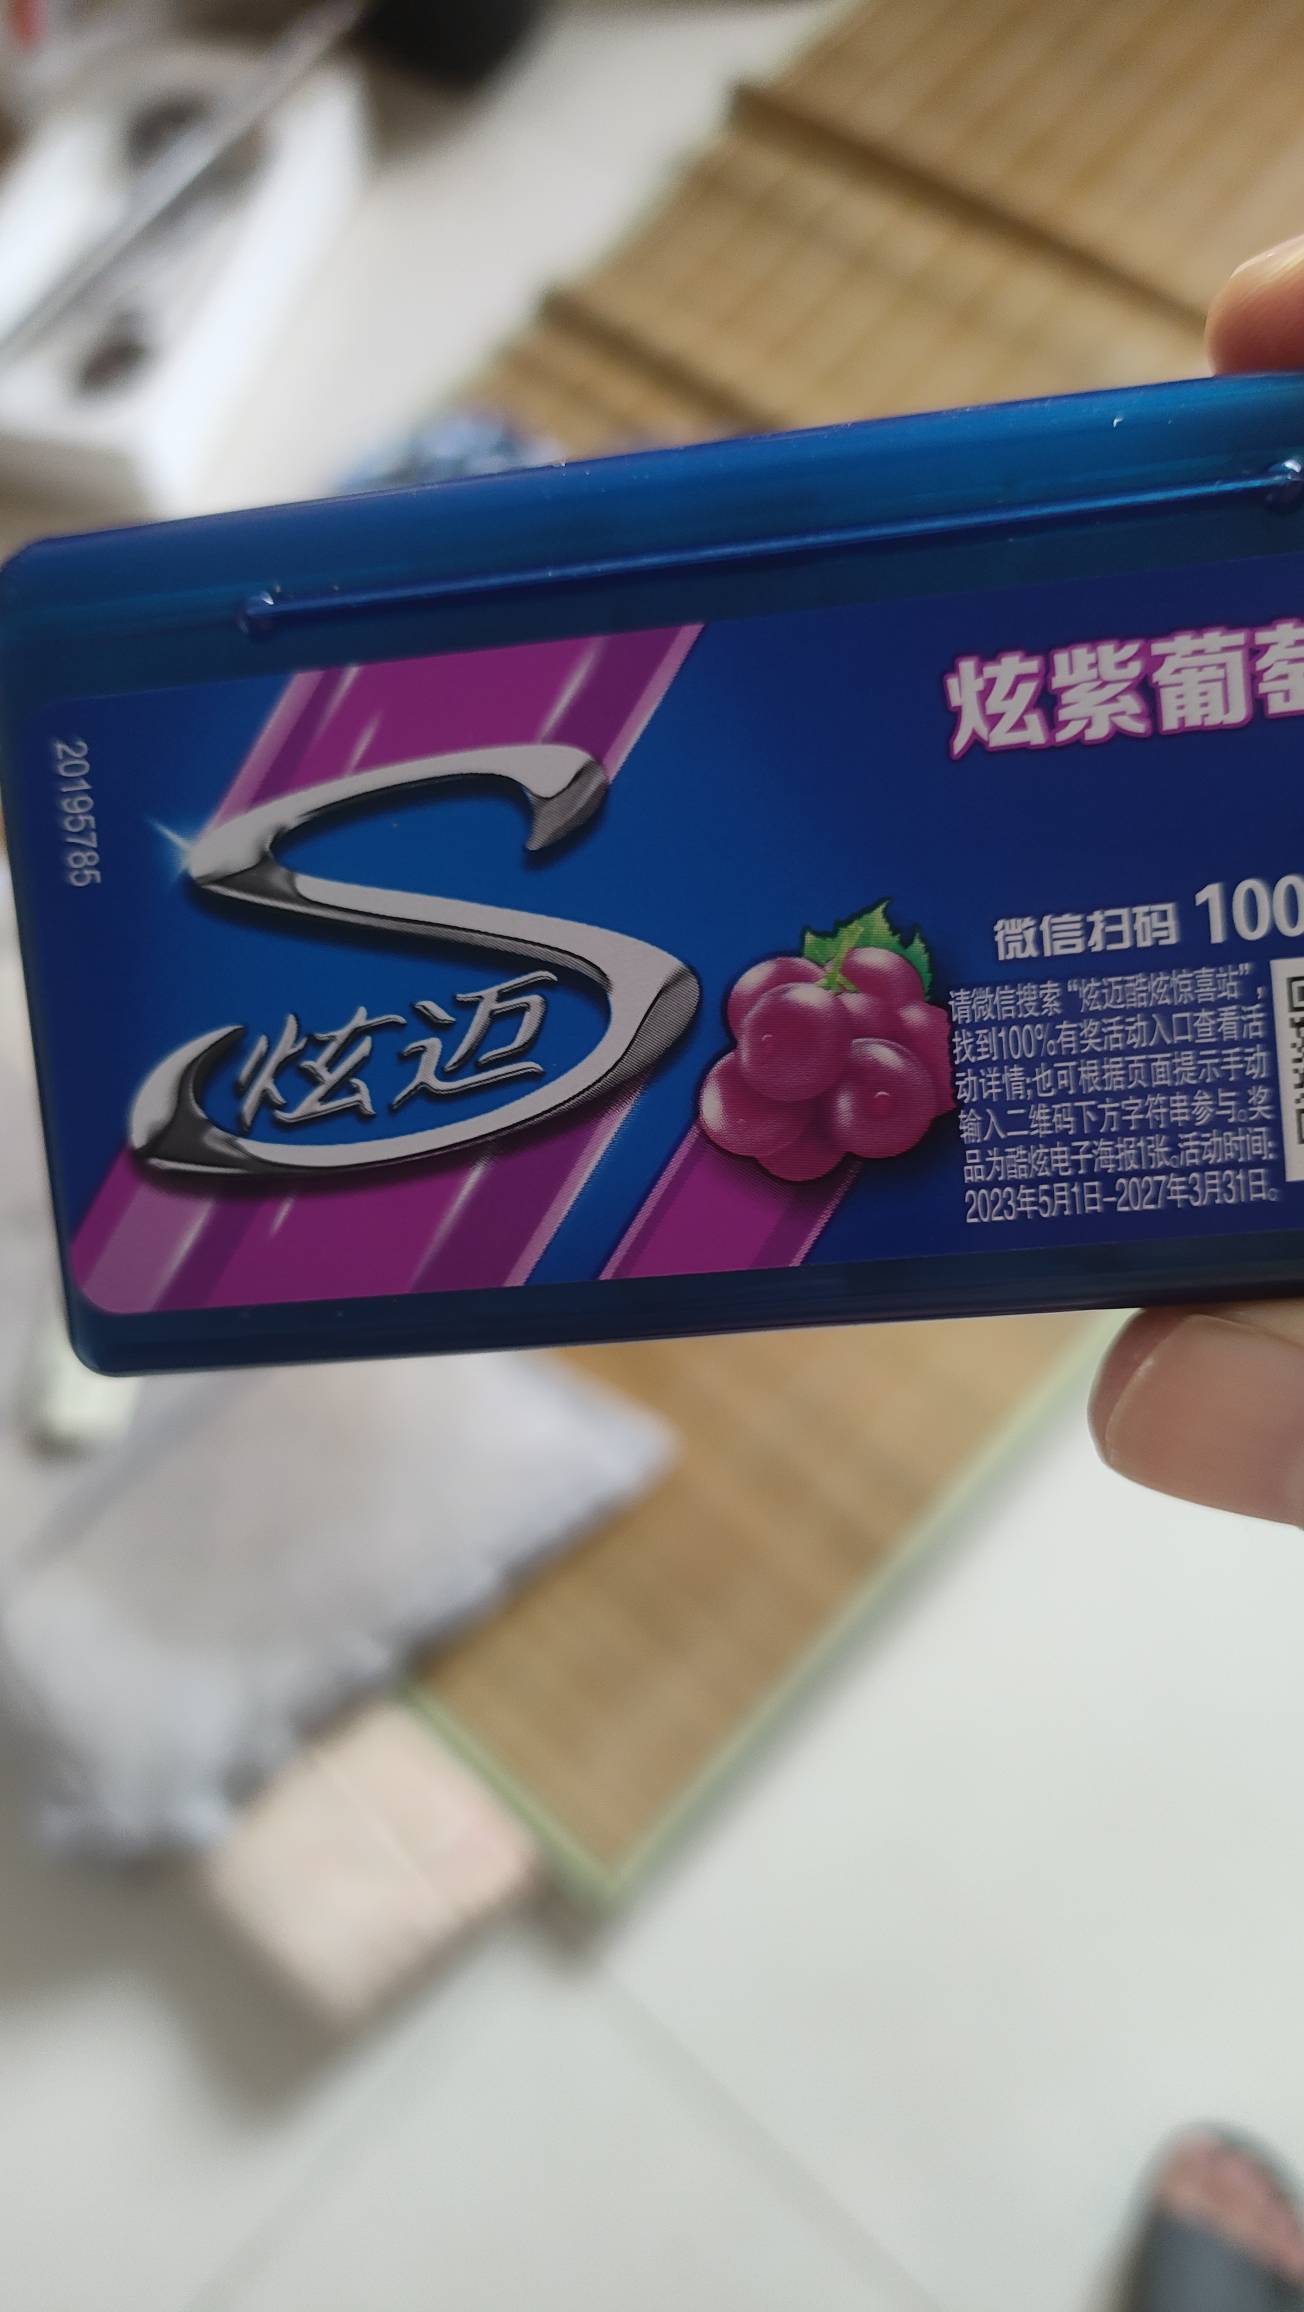 炫紫葡萄
20195785
S
炫迈
微信扫码 100
请微信搜索“炫迈酷炫惊喜站”,
找到100%有奖活动入口查看活
动详情;也可根据页面提示手动
输入二维码下方字符串参与。奖
品为酷炫电子海报1张。活动时间:
2023年5月1日-2027年3月31日。